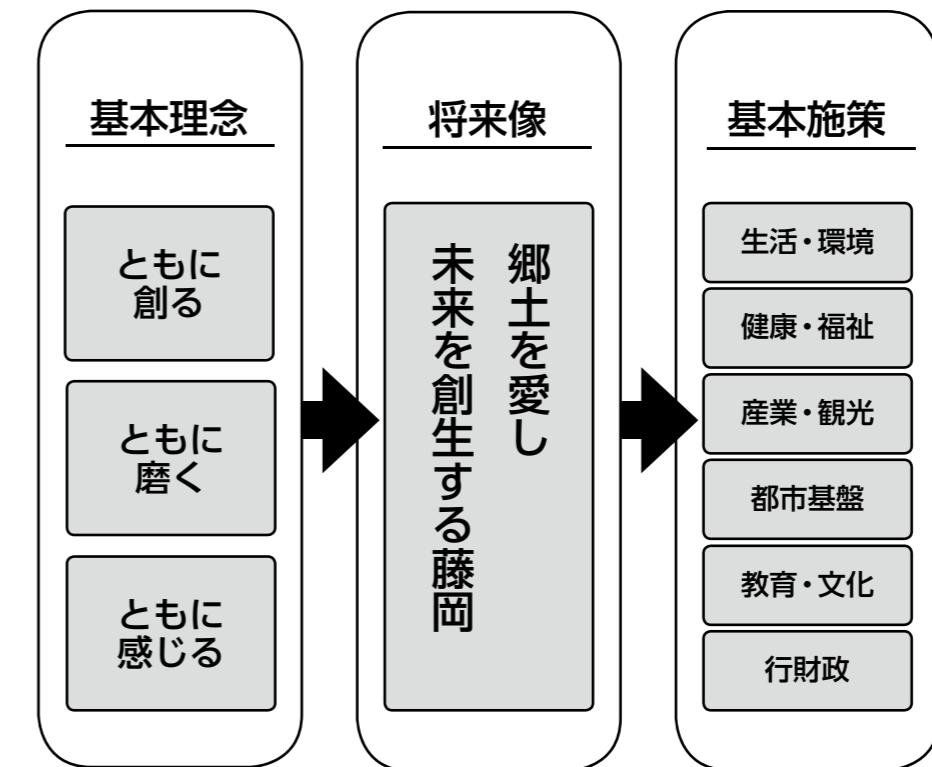 基本理念
ともに
創る
ともに
磨く
ともに
感じる
将来像
郷土を愛し
未来を創生する藤岡
基本施策
生活・環境
健康・福祉
産業・観光
都市基盤
教育・文化
行財政